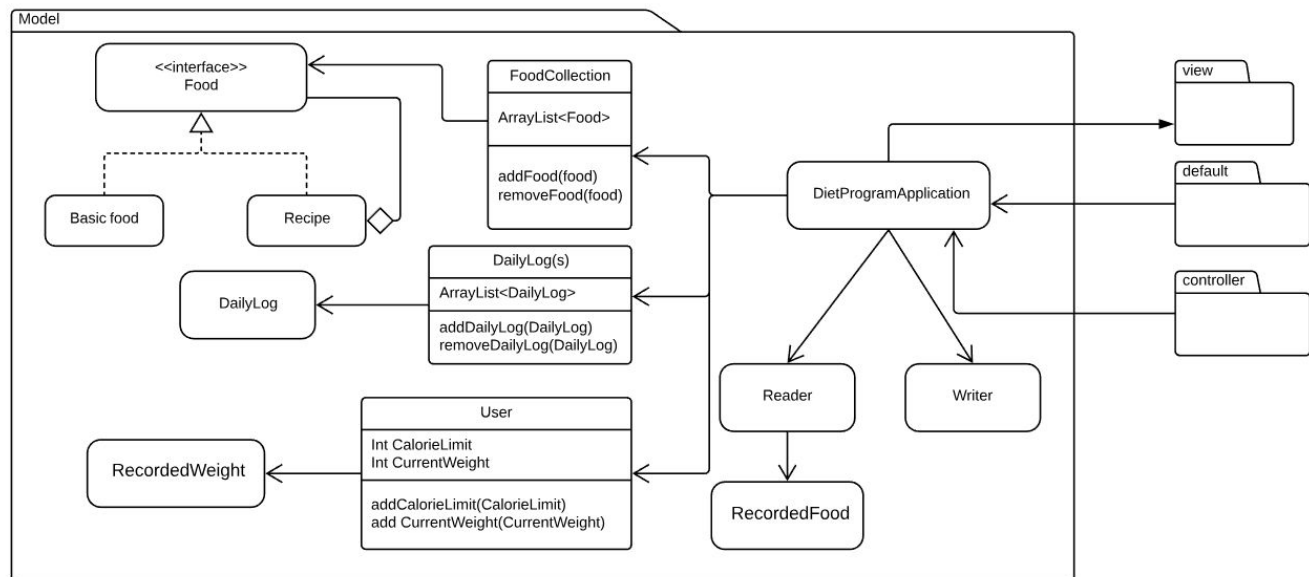 Model
<<interface>>
Food
Basic food
Recipe
FoodCollection
ArrayList<Food>
addFood(food)
removeFood(food)
DailyLog
DailyLog(s)
ArrayList<DailyLog>
addDailyLog(DailyLog)
removeDailyLog(DailyLog)
RecordedWeight
User
Int CalorieLimit
Int CurrentWeight
addCalorieLimit(CalorieLimit)
add CurrentWeight(CurrentWeight)
DietProgramApplication
Reader
Writer
RecordedFood
view
default
controller